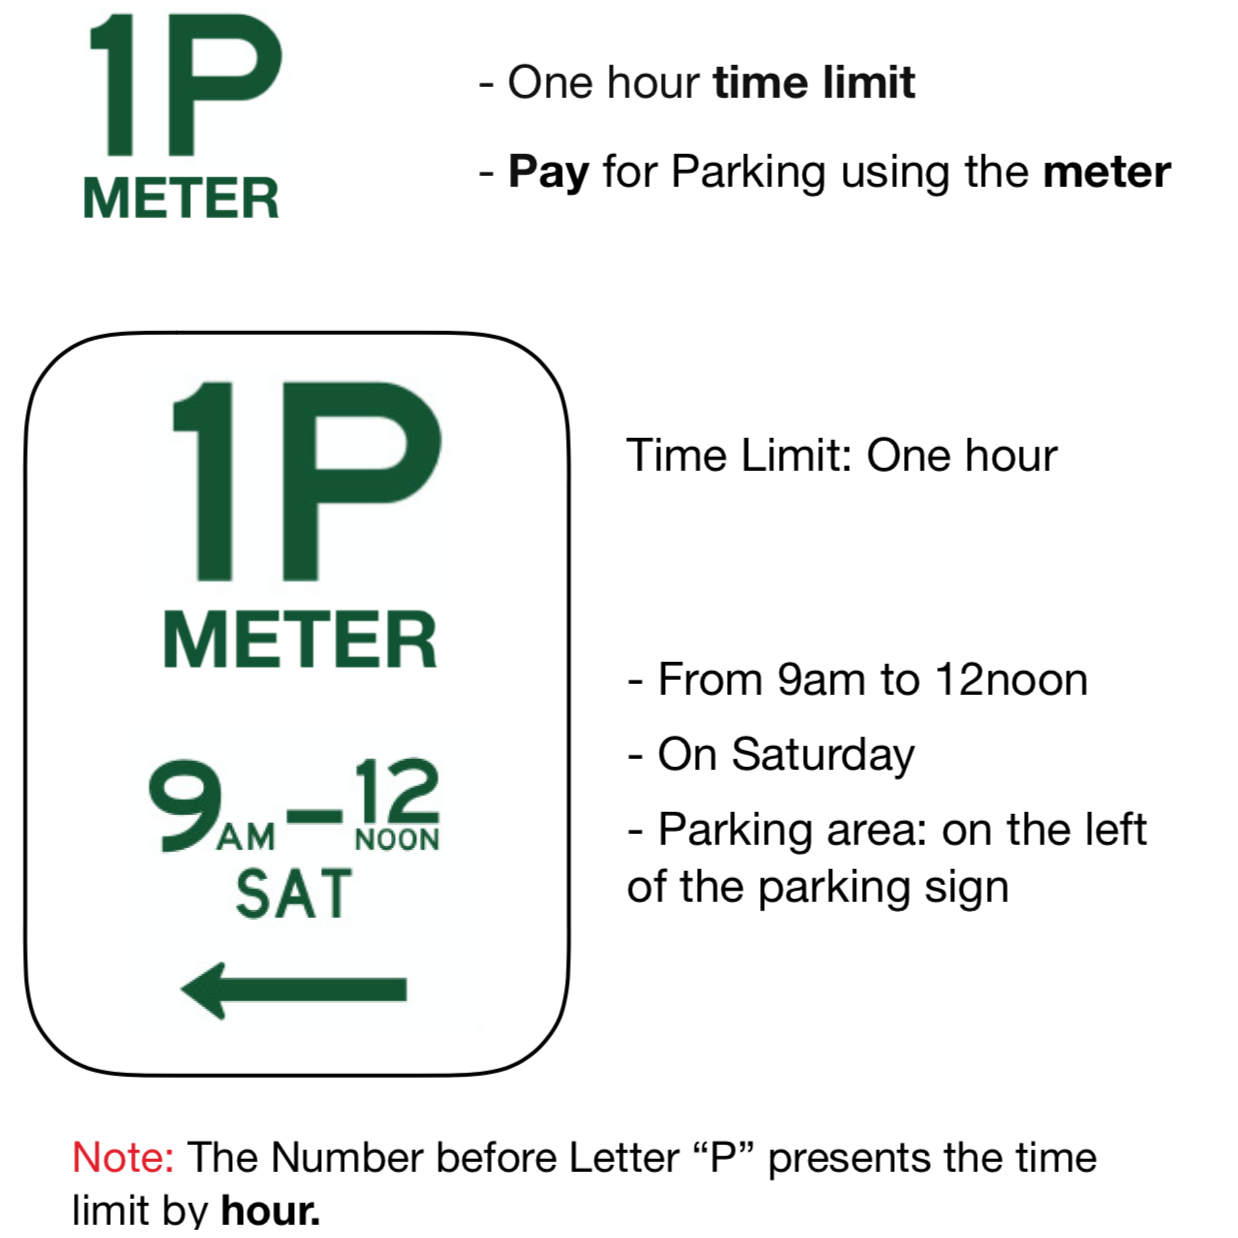 1P
METER
- One hour time limit
- Pay for Parking using the meter
1P
METER
9AM–12NOON
SAT
Time Limit: One hour
- From 9am to 12noon
- On Saturday
- Parking area: on the left
of the parking sign
Note: The Number before Letter “P” presents the time
limit by hour.